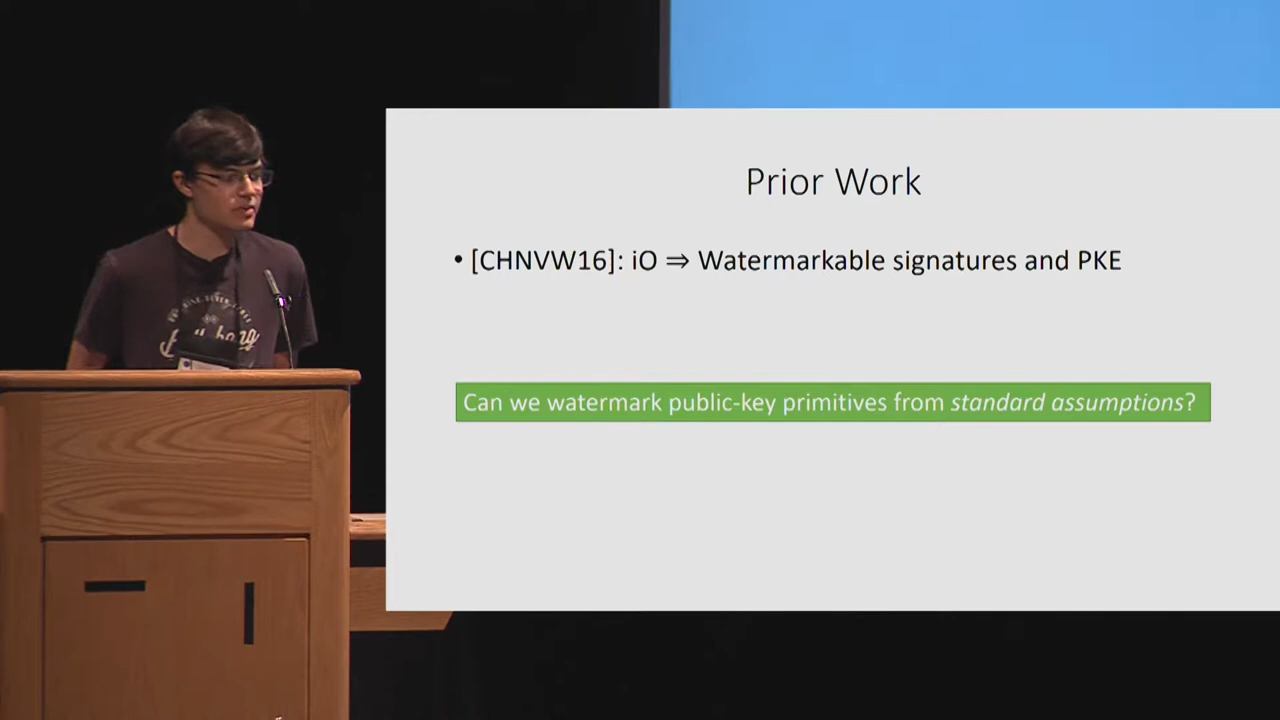 Prior Work
• [CHNVW16]: iO ⇒ Watermarkable signatures and PKE
Can we watermark public-key primitives from standard assumptions?